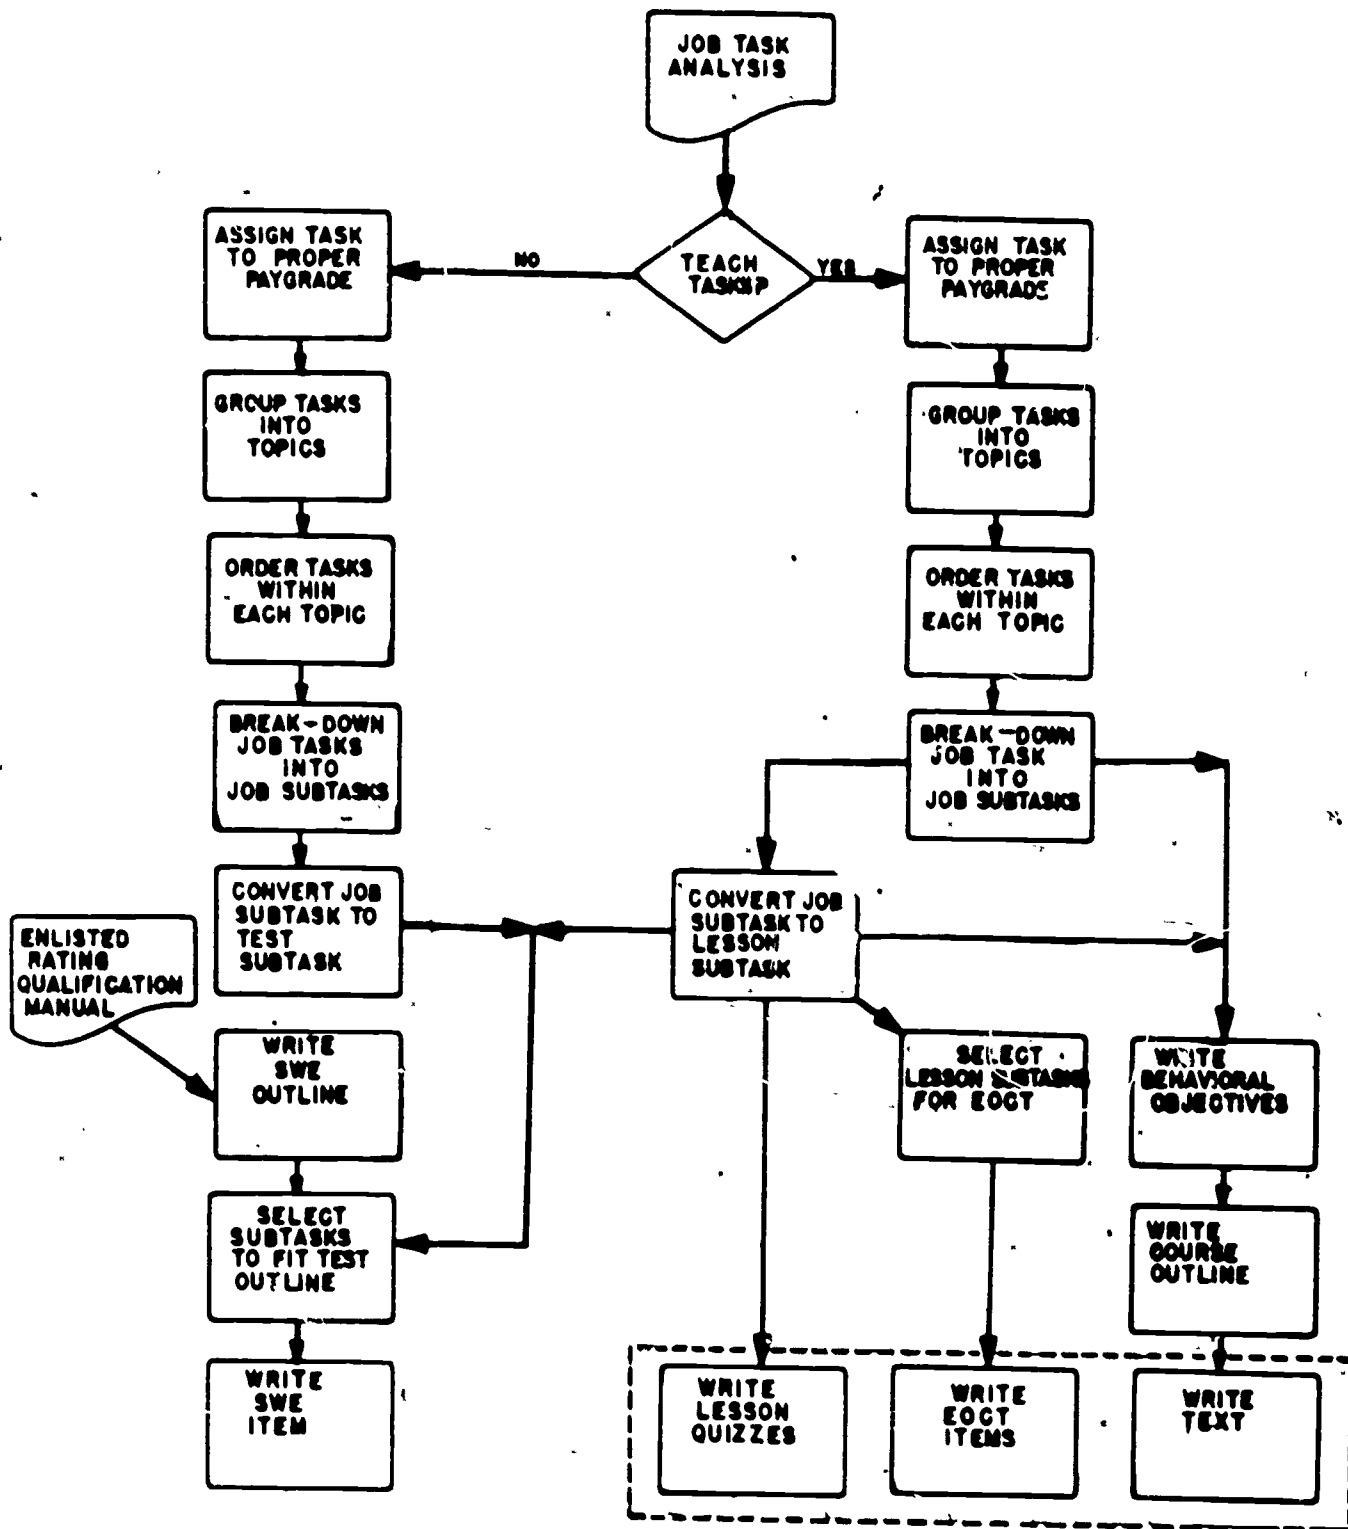 JOB TASK
ANALYSIS
TEACH
TASKS?
NO
YES
ASSIGN TASK
TO PROPER
PAYGRADE
GROUP TASKS
INTO
TOPICS
ORDER TASKS
WITHIN
EACH TOPIC
BREAK-DOWN
JOB TASKS
INTO
JOB SUBTASKS
CONVERT JOB
SUBTASK TO
TEST
SUBTASK
ENLISTED
RATING
QUALIFICATION
MANUAL
WRITE
SWE
OUTLINE
SELECT
SUBTASKS
TO FIT TEST
OUTLINE
WRITE
SWE
ITEM
ASSIGN TASK
TO PROPER
PAYGRADE
GROUP TASKS
INTO
TOPICS
ORDER TASKS
WITHIN
EACH TOPIC
BREAK-DOWN
JOB TASK
INTO
JOB SUBTASKS
CONVERT JOB
SUBTASK TO
LESSON
SUBTASK
SELECT
LESSON SUBTASKS
FOR EOCT
WRITE
BEHAVIORAL
OBJECTIVES
WRITE
COURSE
OUTLINE
WRITE
LESSON
QUIZZES
WRITE
EOCT
ITEMS
WRITE
TEXT